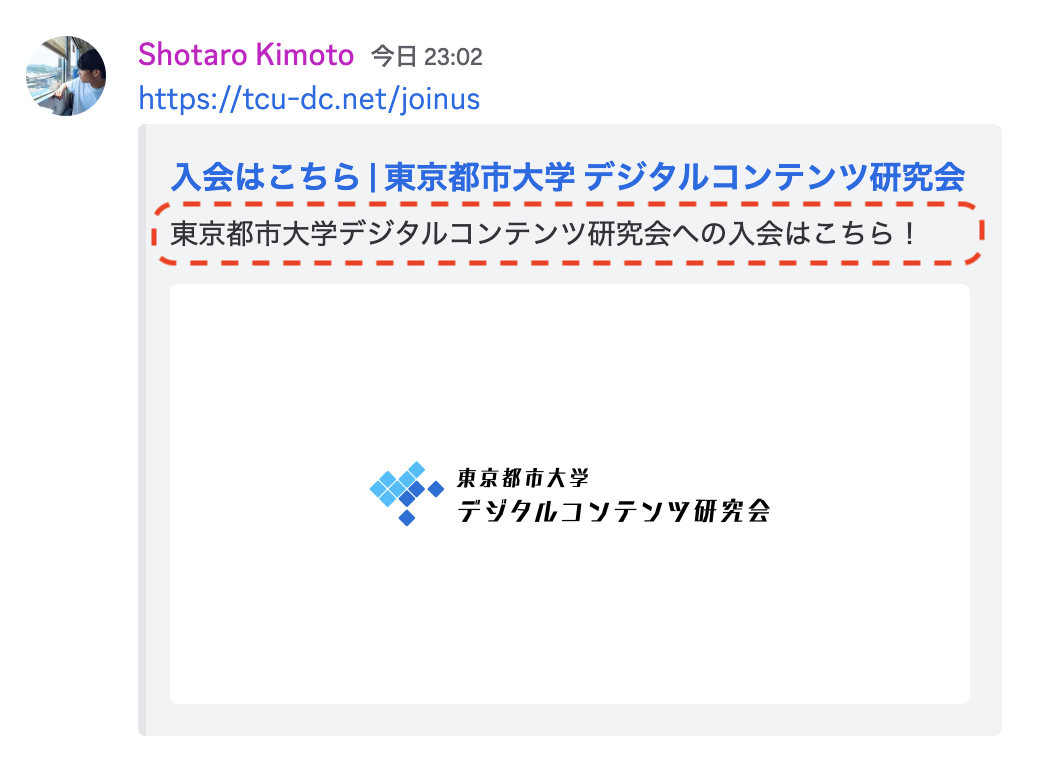 Shotaro Kimoto 今日 23:02
https://tcu-dc.net/joinus
入会はこちら | 東京都市大学 デジタルコンテンツ研究会
東京都市大学デジタルコンテンツ研究会への入会はこちら！
東京都市大学
デジタルコンテンツ研究会